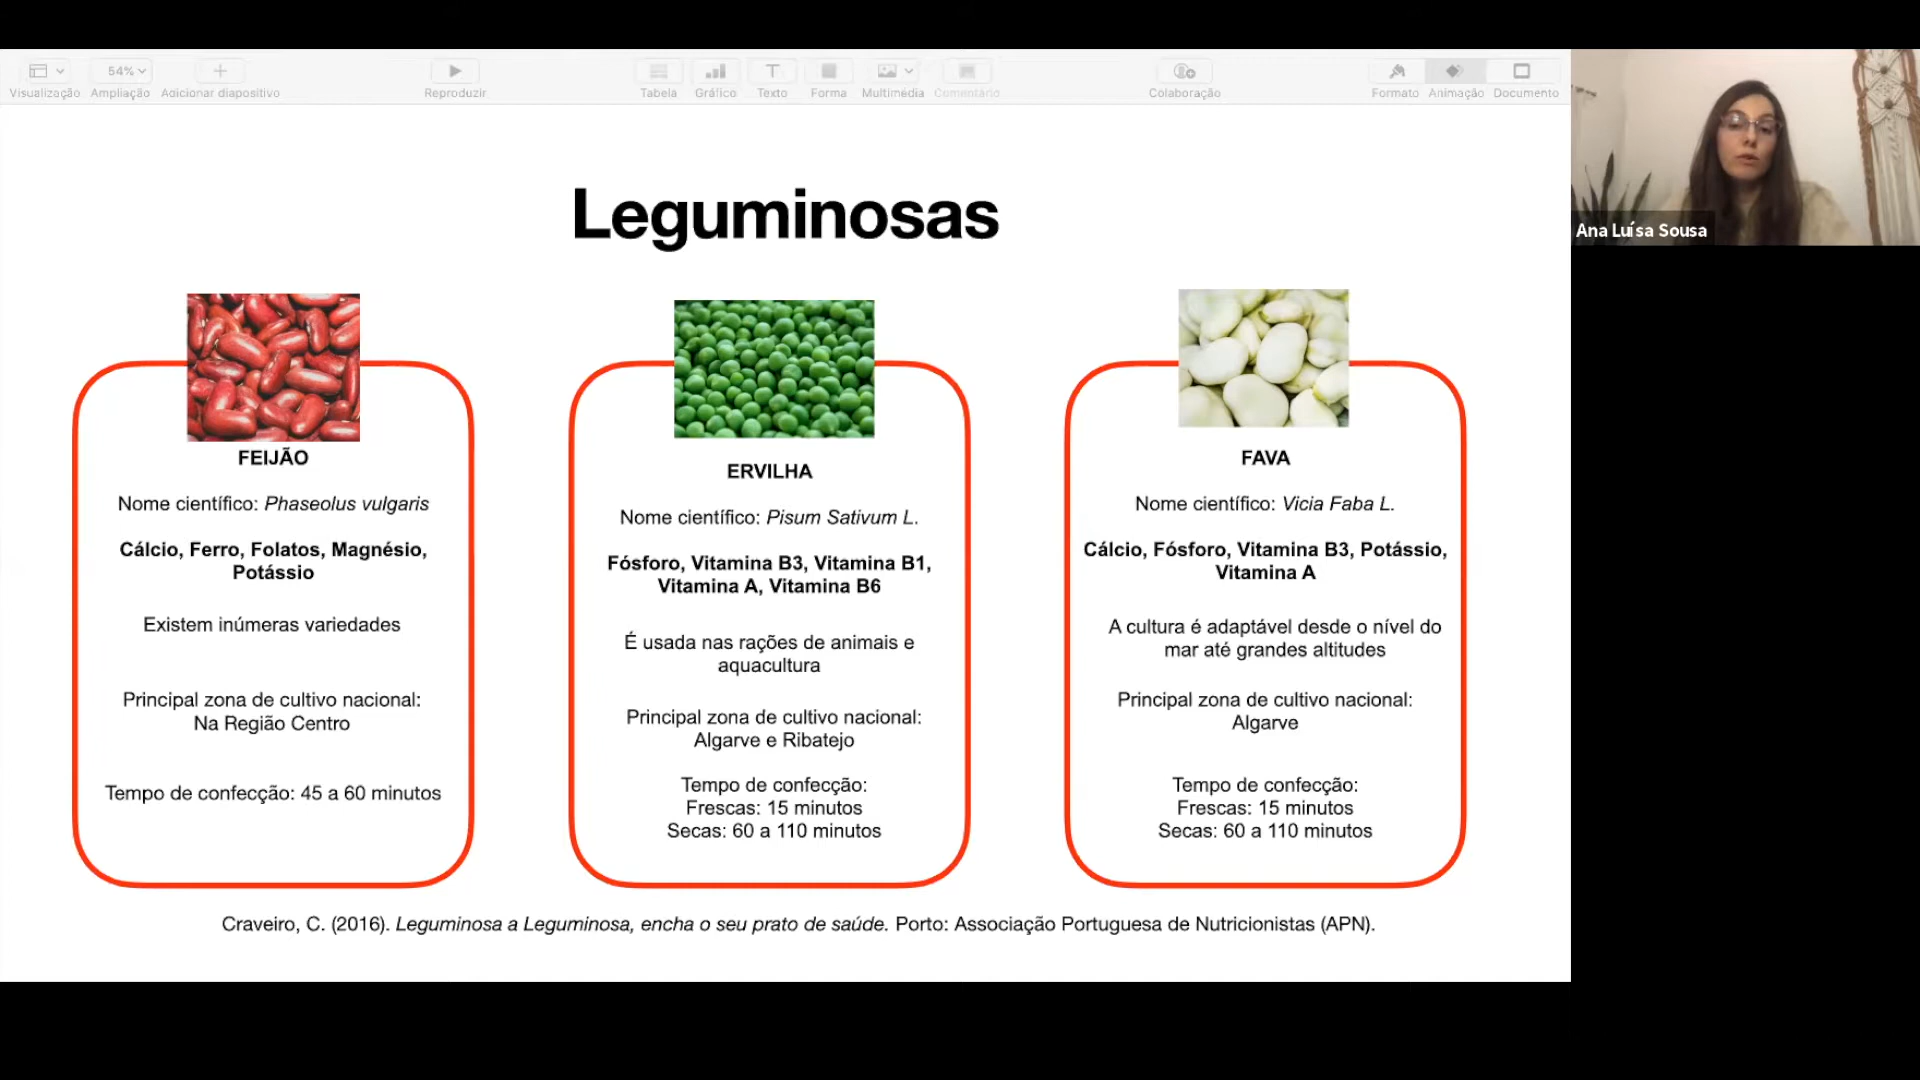 54%
Visualização
Ampliação
Adicionar diapositivo
Reproduzir
Tabela
Gráfico
Texto
Forma
Multimédia
Comentário
Colaboração
Formato
Animação
Documento
Ana Luísa Sousa
Leguminosas
FEIJÃO
Nome científico: Phaseolus vulgaris
Cálcio, Ferro, Folatos, Magnésio,
Potássio
Existem inúmeras variedades
Principal zona de cultivo nacional:
Na Região Centro
Tempo de confecção: 45 a 60 minutos
ERVILHA
Nome científico: Pisum Sativum L.
Fósforo, Vitamina B3, Vitamina B1,
Vitamina A, Vitamina B6
É usada nas rações de animais e
aquacultura
Principal zona de cultivo nacional:
Algarve e Ribatejo
Tempo de confecção:
Frescas: 15 minutos
Secas: 60 a 110 minutos
FAVA
Nome científico: Vicia Faba L.
Cálcio, Fósforo, Vitamina B3, Potássio,
Vitamina A
A cultura é adaptável desde o nível do
mar até grandes altitudes
Principal zona de cultivo nacional:
Algarve
Tempo de confecção:
Frescas: 15 minutos
Secas: 60 a 110 minutos
Craveiro, C. (2016). Leguminosa a Leguminosa, encha o seu prato de saúde. Porto: Associação Portuguesa de Nutricionistas (APN).